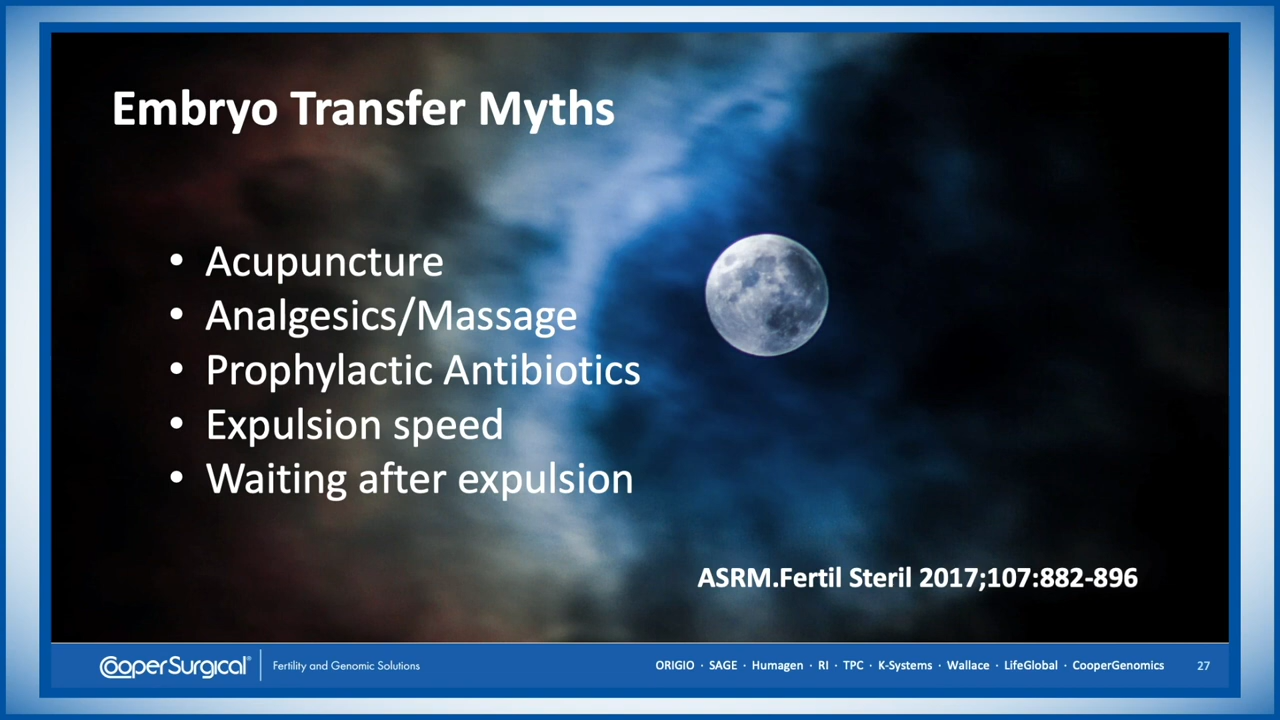 Embryo Transfer Myths
• Acupuncture
• Analgesics/Massage
• Prophylactic Antibiotics
• Expulsion speed
• Waiting after expulsion
ASRM.Fertil Steril 2017;107:882-896
CooperSurgical® Fertility and Genomic Solutions ORIGIO · SAGE · Humagen · RI · TPC · K-Systems · Wallace · LifeGlobal · CooperGenomics 27